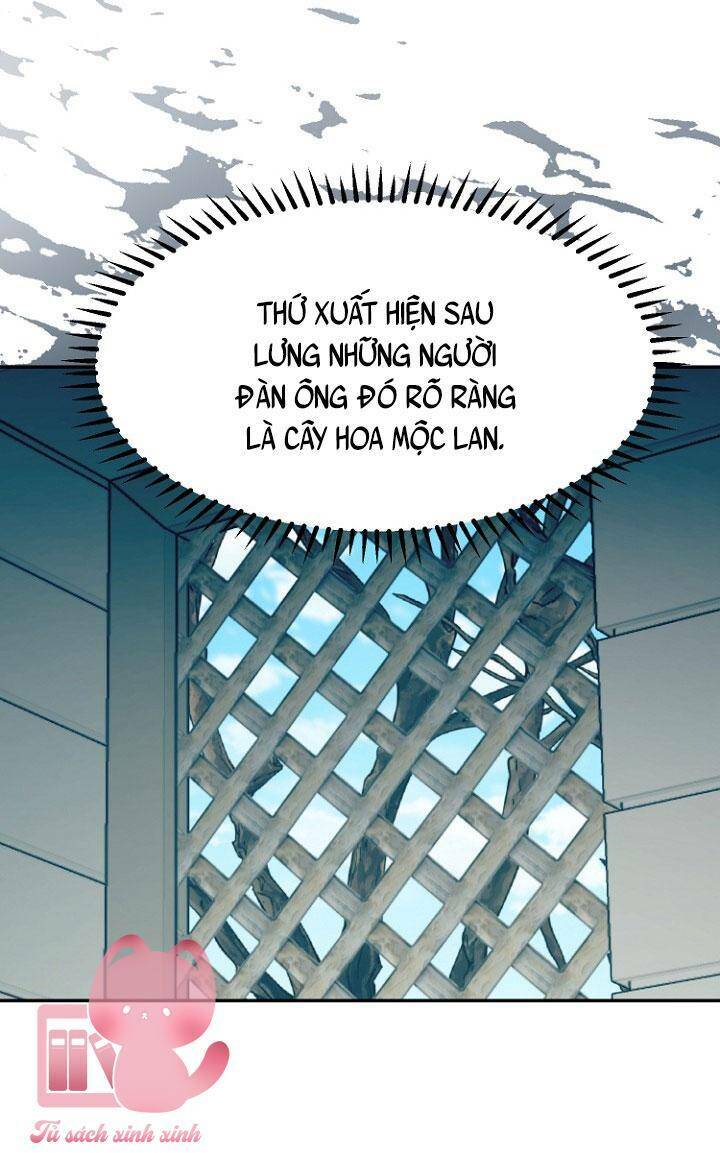 THỨ XUẤT HIỆN SAU
LƯNG NHỮNG NGƯỜI
ĐÀN ÔNG ĐÓ RÕ RÀNG
LÀ CÂY HOA MỘC LAN.
Tủ sách xinh xinh